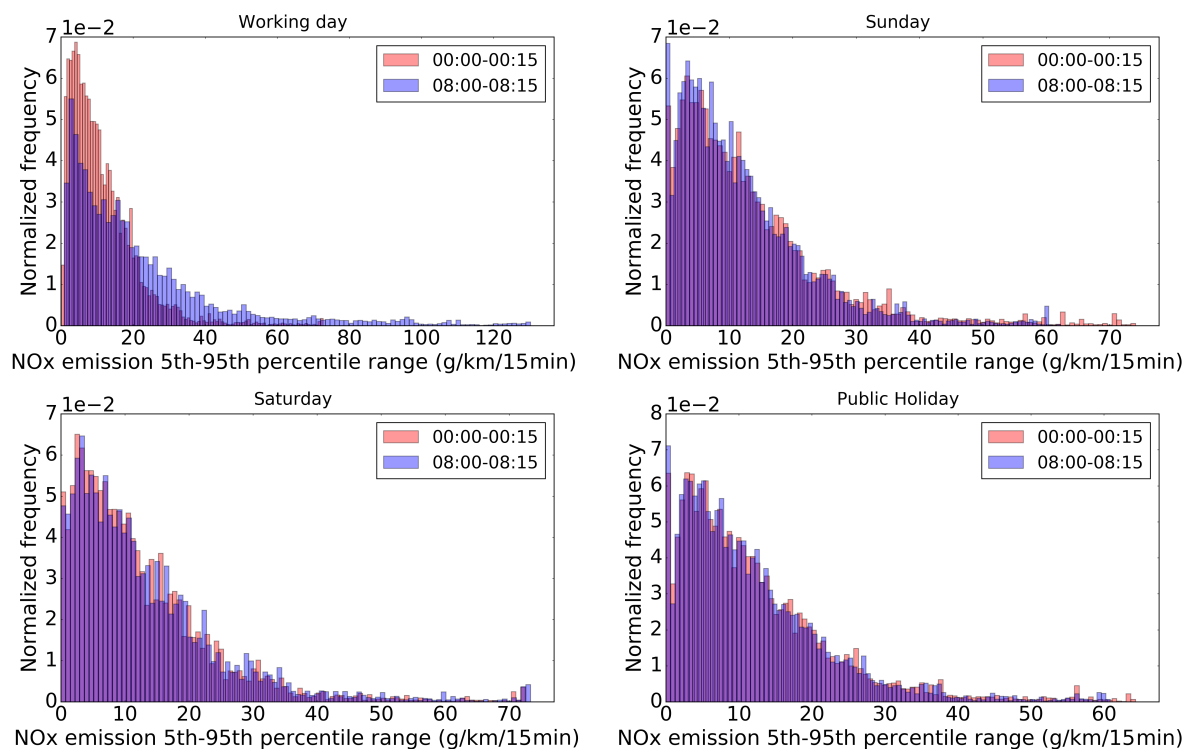 Working day
1e−2
7
6
5
4
3
2
1
0
Normalized frequency
00:00-00:15
08:00-08:15
0 20 40 60 80 100 120
NOx emission 5th-95th percentile range (g/km/15min)
Sunday
1e−2
7
6
5
4
3
2
1
0
Normalized frequency
00:00-00:15
08:00-08:15
0 10 20 30 40 50 60 70
NOx emission 5th-95th percentile range (g/km/15min)
Saturday
1e−2
7
6
5
4
3
2
1
0
Normalized frequency
00:00-00:15
08:00-08:15
0 10 20 30 40 50 60 70
NOx emission 5th-95th percentile range (g/km/15min)
Public Holiday
1e−2
8
7
6
5
4
3
2
1
0
Normalized frequency
00:00-00:15
08:00-08:15
0 10 20 30 40 50 60
NOx emission 5th-95th percentile range (g/km/15min)